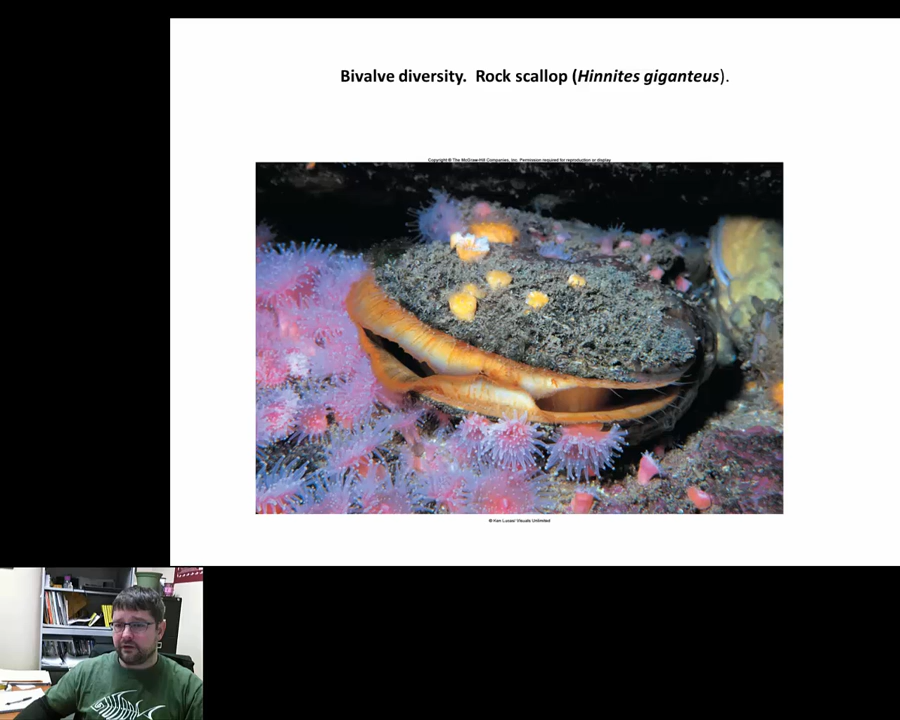 Bivalve diversity.  Rock scallop (Hinnites giganteus).
Copyright © The McGraw-Hill Companies, Inc. Permission required for reproduction or display
© Ken Lucas/ Visuals Unlimited